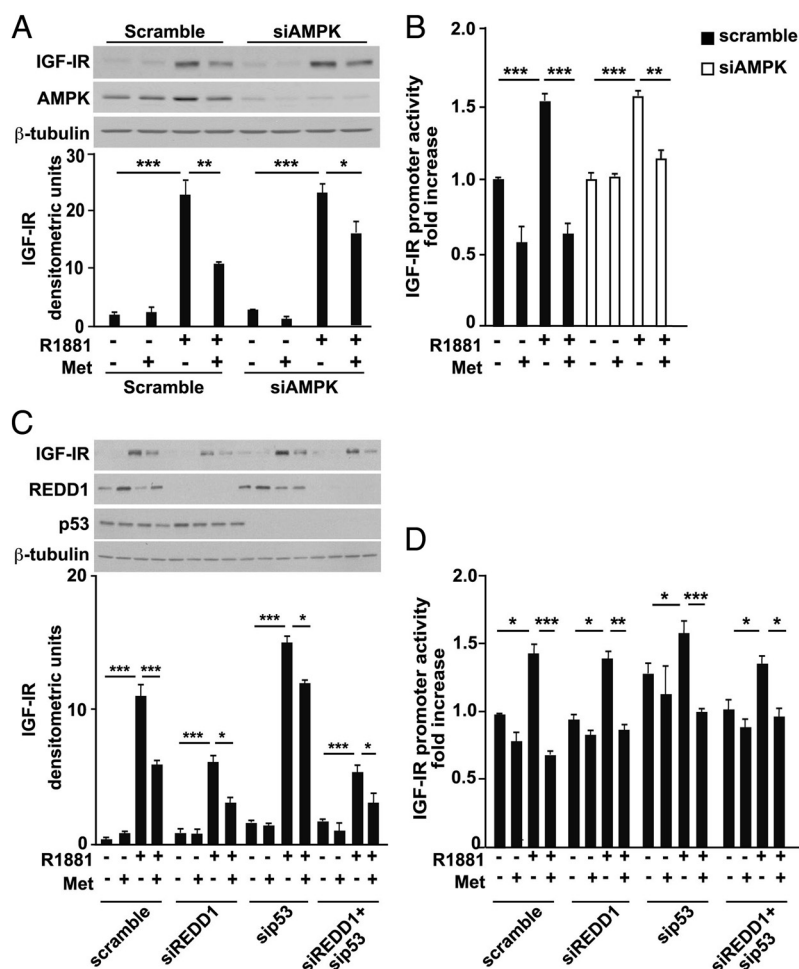 A
Scramble siAMPK
IGF-IR
AMPK
β-tubulin
IGF-IR
densitometric units
30
20
10
0
*** ** *** *
R1881 - - + + - - + +
Met - + - + - + - +
Scramble siAMPK
B
IGF-IR promoter activity
fold increase
2.0
1.5
1.0
0.5
0
scramble
siAMPK
*** *** *** **
R1881 - - + + - - + +
Met - + - + - + - +
C
IGF-IR
REDD1
p53
β-tubulin
IGF-IR
densitometric units
20
10
0
*** *** *** * *** * *** *
R1881 - - + + - - + + - - + + - - + +
Met - + - + - + - + - + - + - + - +
scramble siREDD1 sip53 siREDD1+
sip53
D
IGF-IR promoter activity
fold increase
2.0
1.5
1.0
0.5
0
* *** * ** * *** * *
R1881 - - + + - - + + - - + + - - + +
Met - + - + - + - + - + - + - + - +
scramble siREDD1 sip53 siREDD1+
sip53